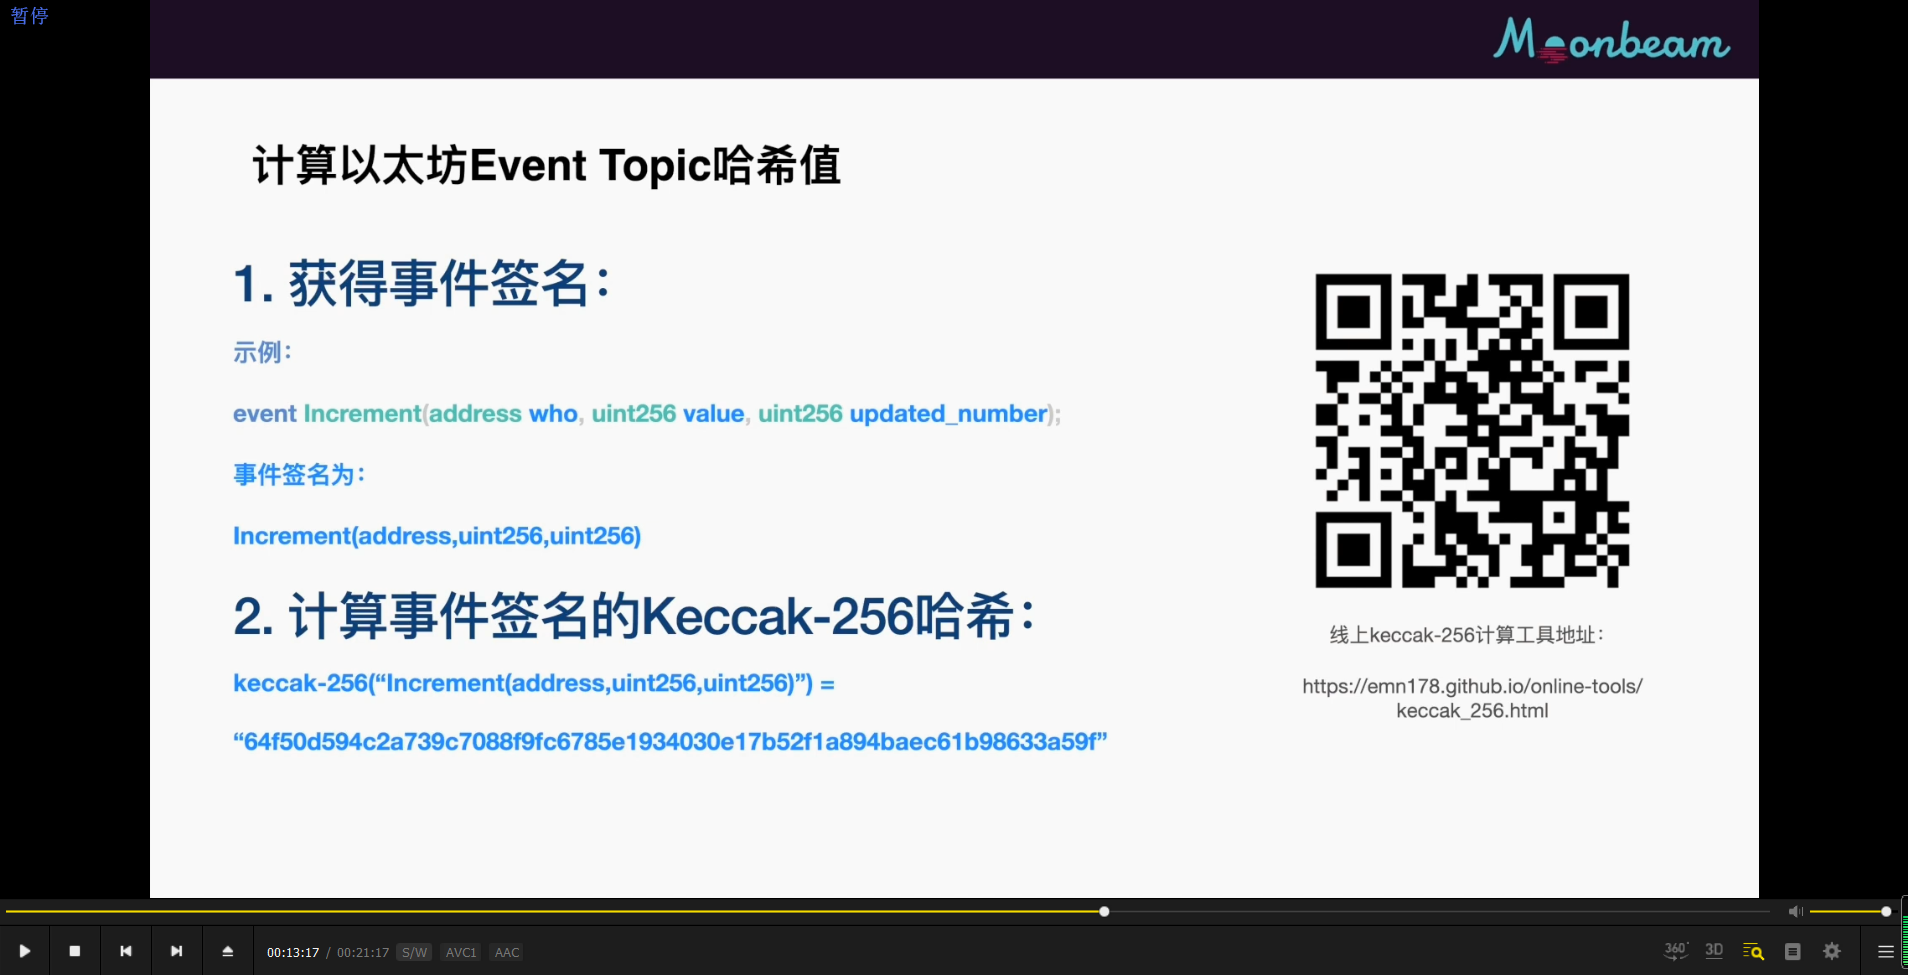 暂停
Moonbeam
计算以太坊Event Topic哈希值
1. 获得事件签名：
示例：
event Increment(address who, uint256 value, uint256 updated_number);
事件签名为：
Increment(address,uint256,uint256)
2. 计算事件签名的Keccak-256哈希：
keccak-256(“Increment(address,uint256,uint256)”) =
“64f50d594c2a739c7088f9fc6785e1934030e17b52f1a894baec61b98633a59f”
线上keccak-256计算工具地址：
https://emn178.github.io/online-tools/
keccak_256.html
00:13:17 / 00:21:17 S/W AVC1 AAC
360° 3D